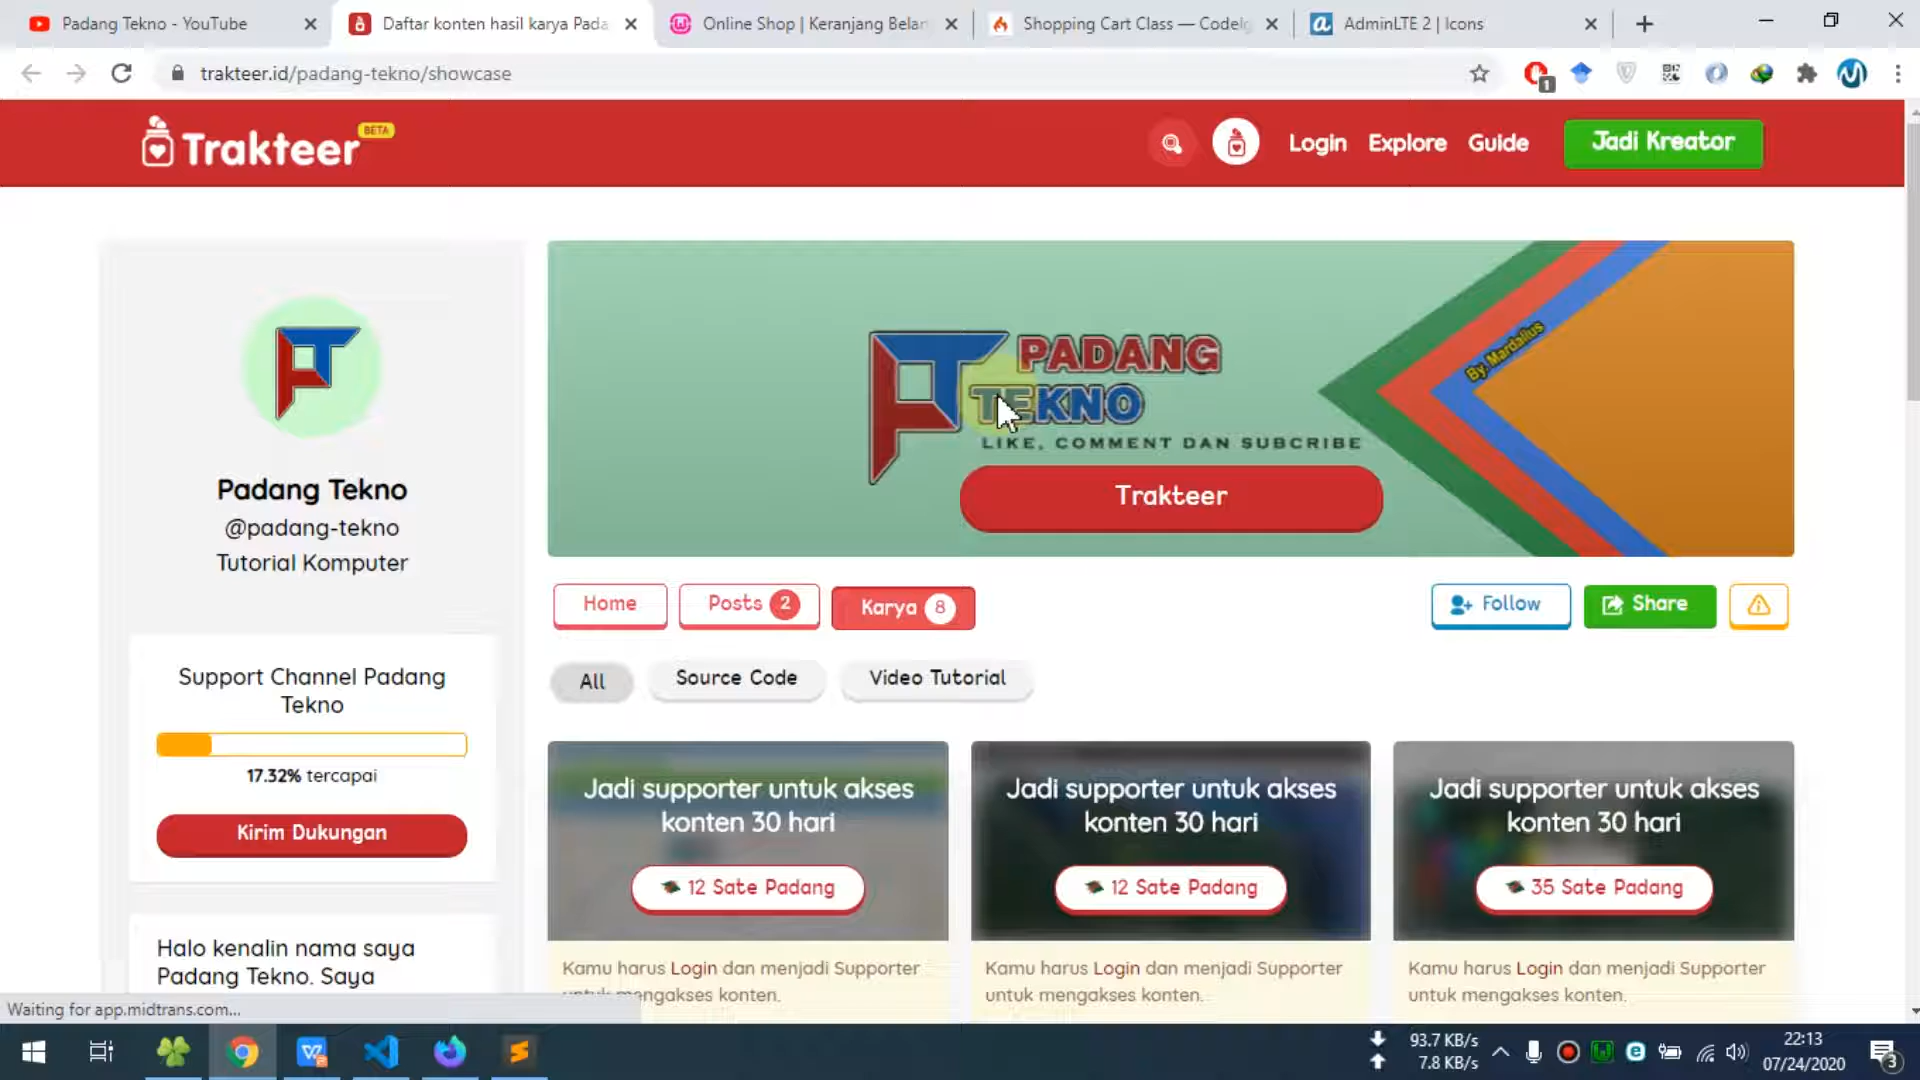 Padang Tekno - YouTube
Daftar konten hasil karya Pada
Online Shop | Keranjang Belan
Shopping Cart Class — CodeIg
AdminLTE 2 | Icons
trakteer.id/padang-tekno/showcase
1
Trakteer BETA
Login Explore Guide Jadi Kreator
PADANG
TEKNO
LIKE, COMMENT DAN SUBCRIBE
By. Mardalius
Trakteer
Padang Tekno
@padang-tekno
Tutorial Komputer
Home Posts 2 Karya 8 Follow Share
All Source Code Video Tutorial
Support Channel Padang
Tekno
17.32% tercapai
Kirim Dukungan
Halo kenalin nama saya
Padang Tekno. Saya
Jadi supporter untuk akses
konten 30 hari
12 Sate Padang
Kamu harus Login dan menjadi Supporter
untuk mengakses konten.
Jadi supporter untuk akses
konten 30 hari
12 Sate Padang
Kamu harus Login dan menjadi Supporter
untuk mengakses konten.
Jadi supporter untuk akses
konten 30 hari
35 Sate Padang
Kamu harus Login dan menjadi Supporter
untuk mengakses konten.
Waiting for app.midtrans.com...
93.7 KB/s
7.8 KB/s
22:13
07/24/2020
3